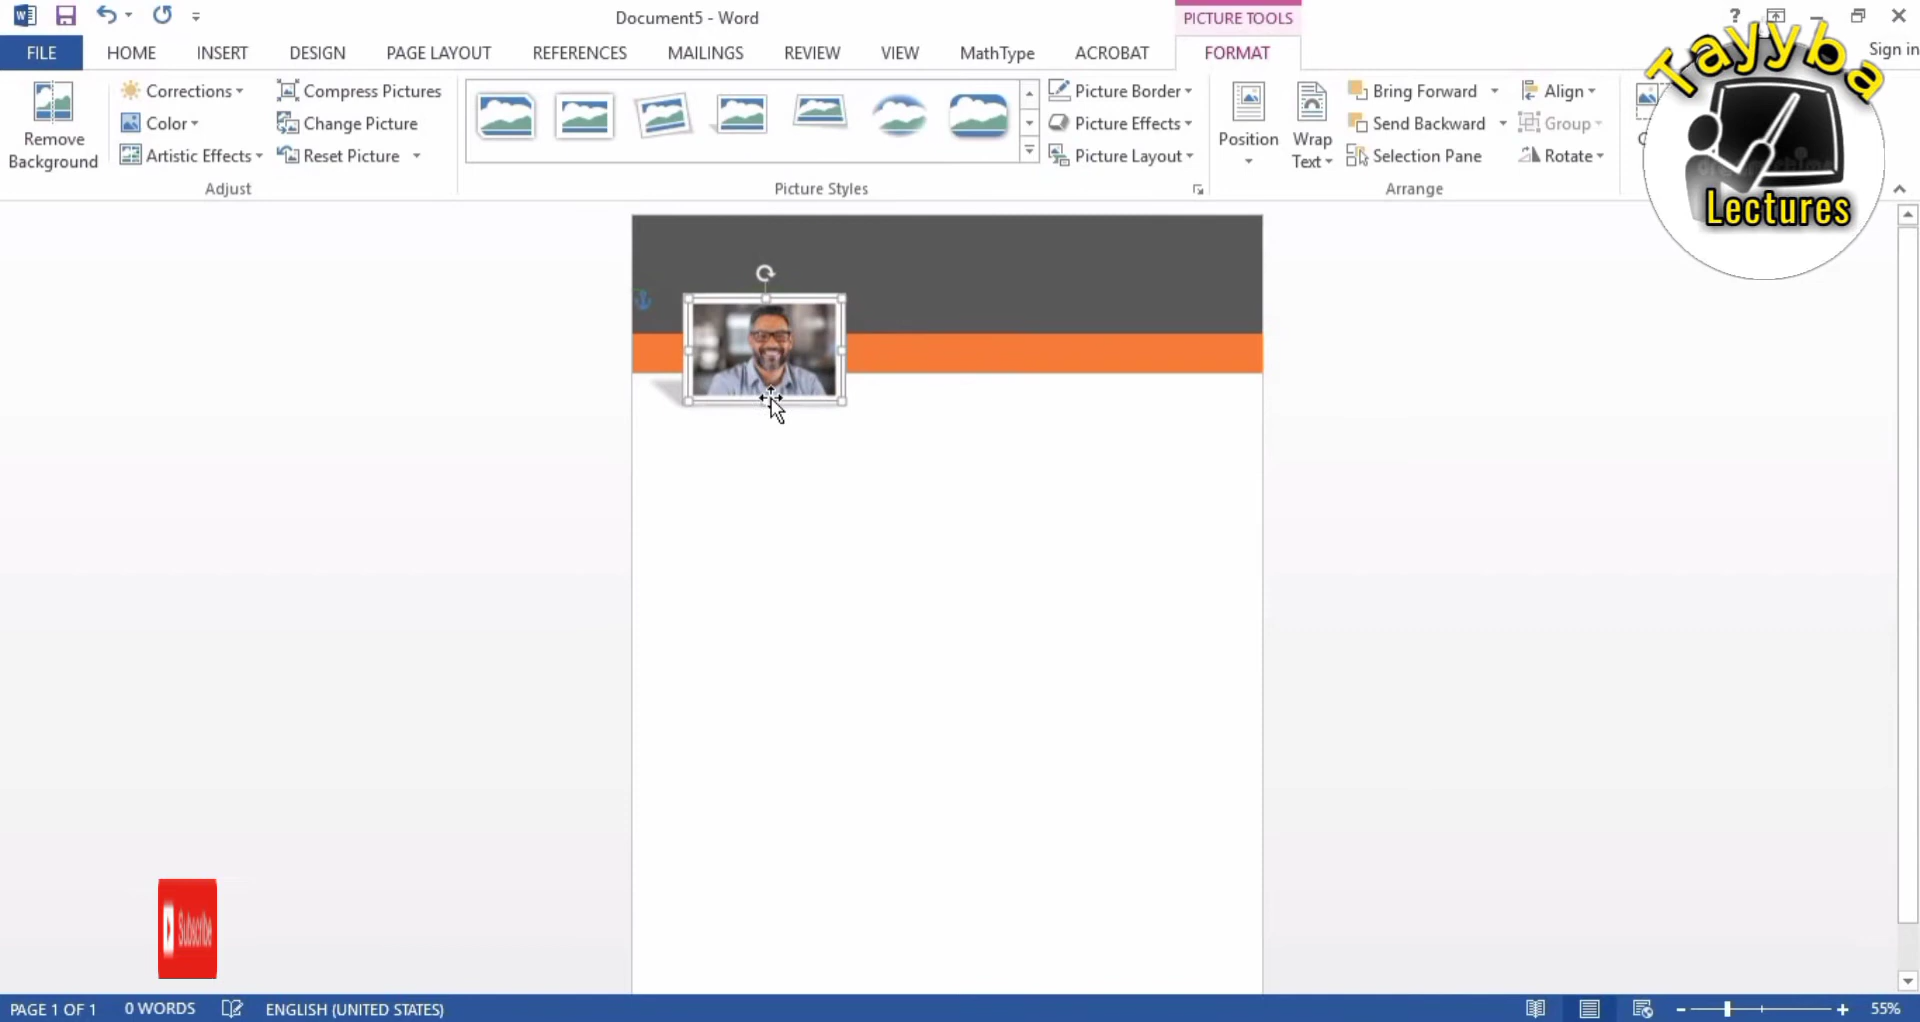 Document5 - Word
PICTURE TOOLS
?
Sign in
FILE
HOME
INSERT
DESIGN
PAGE LAYOUT
REFERENCES
MAILINGS
REVIEW
VIEW
MathType
ACROBAT
FORMAT
Remove
Background
Corrections
Color
Artistic Effects
Compress Pictures
Change Picture
Reset Picture
Adjust
Picture Styles
Picture Border
Picture Effects
Picture Layout
Position
Wrap
Text
Bring Forward
Send Backward
Selection Pane
Align
Group
Rotate
Arrange
Tayyba
Lectures
Subscribe
PAGE 1 OF 1
0 WORDS
ENGLISH (UNITED STATES)
55%